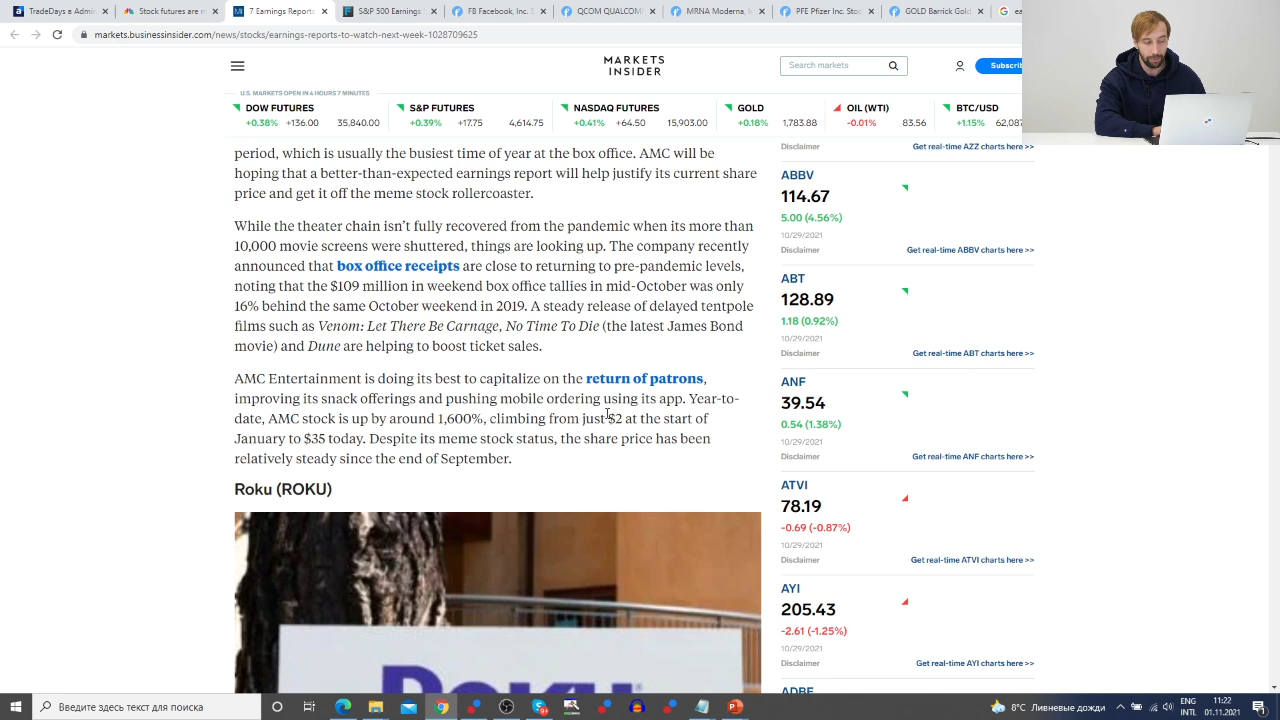 TradeDays a Admir
Stock futures are m
7 Earnings Reports
S&P 500 Earnings
FB Facebook, Inc. S
QCOM QUALCOM
MRNA Moderna, I
PFE Pfizer Inc. Stoc
GOLD Barrick Gold
markets.businessinsider.com/news/stocks/earnings-reports-to-watch-next-week-1028709625
MARKETS
INSIDER
Search markets
Subscrib
U.S. MARKETS OPEN IN 4 HOURS 7 MINUTES
DOW FUTURES
+0.38% +136.00 35,840.00
S&P FUTURES
+0.39% +17.75 4,614.75
NASDAQ FUTURES
+0.41% +64.50 15,903.00
GOLD
+0.18% 1,783.88
OIL (WTI)
-0.01% 83.56
BTC/USD
+1.15% 62,087
period, which is usually the busiest time of year at the box office. AMC will be
hoping that a better-than-expected earnings report will help justify its current share
price and get it off the meme stock rollercoaster.
While the theater chain isn't fully recovered from the pandemic when its more than
10,000 movie screens were shuttered, things are looking up. The company recently
announced that box office receipts are close to returning to pre-pandemic levels,
noting that the $109 million in weekend box office tallies in mid-October was only
16% behind the same October weekend in 2019. A steady release of delayed tentpole
films such as Venom: Let There Be Carnage, No Time To Die (the latest James Bond
movie) and Dune are helping to boost ticket sales.
AMC Entertainment is doing its best to capitalize on the return of patrons,
improving its snack offerings and pushing mobile ordering using its app. Year-to-
date, AMC stock is up by around 1,600%, climbing from just $2 at the start of
January to $35 today. Despite its meme stock status, the share price has been
relatively steady since the end of September.
Roku (ROKU)
Disclaimer Get real-time AZZ charts here >>
ABBV
114.67
5.00 (4.56%)
10/29/2021
Disclaimer Get real-time ABBV charts here >>
ABT
128.89
1.18 (0.92%)
10/29/2021
Disclaimer Get real-time ABT charts here >>
ANF
39.54
0.54 (1.38%)
10/29/2021
Disclaimer Get real-time ANF charts here >>
ATVI
78.19
-0.69 (-0.87%)
10/29/2021
Disclaimer Get real-time ATVI charts here >>
AYI
205.43
-2.61 (-1.25%)
10/29/2021
Disclaimer Get real-time AYI charts here >>
ADBE
Введите здесь текст для поиска
ENG
INTL
11:22
01.11.2021